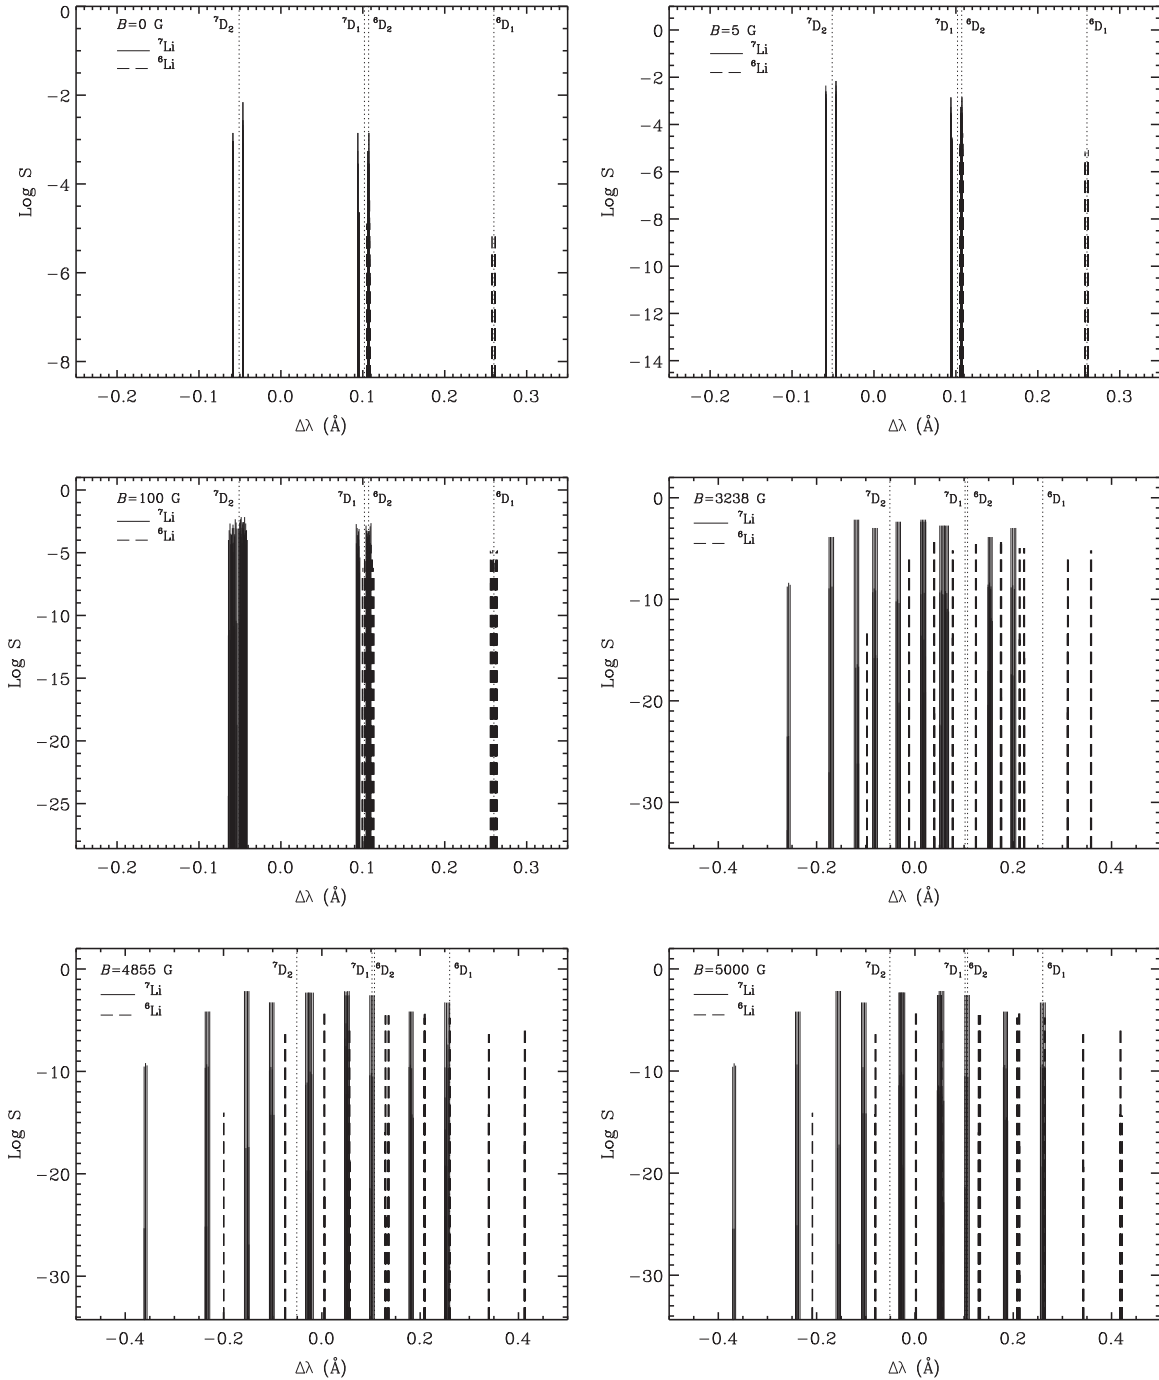 B=0 G ⁷D₂ ⁷D₁ ⁶D₂ ⁶D₁
⁷Li
⁶Li
0
−2
−4
−6
−8
Log S
−0.2 −0.1 0.0 0.1 0.2 0.3
Δλ (Å)
B=5 G ⁷D₂ ⁷D₁ ⁶D₂ ⁶D₁
⁷Li
⁶Li
0
−2
−4
−6
−8
−10
−12
−14
Log S
−0.2 −0.1 0.0 0.1 0.2 0.3
Δλ (Å)
B=100 G ⁷D₂ ⁷D₁ ⁶D₂ ⁶D₁
⁷Li
⁶Li
0
−5
−10
−15
−20
−25
Log S
−0.2 −0.1 0.0 0.1 0.2 0.3
Δλ (Å)
B=3238 G ⁷D₂ ⁷D₁ ⁶D₂ ⁶D₁
⁷Li
⁶Li
0
−10
−20
−30
Log S
−0.4 −0.2 0.0 0.2 0.4
Δλ (Å)
B=4855 G ⁷D₂ ⁷D₁ ⁶D₂ ⁶D₁
⁷Li
⁶Li
0
−10
−20
−30
Log S
−0.4 −0.2 0.0 0.2 0.4
Δλ (Å)
B=5000 G ⁷D₂ ⁷D₁ ⁶D₂ ⁶D₁
⁷Li
⁶Li
0
−10
−20
−30
Log S
−0.4 −0.2 0.0 0.2 0.4
Δλ (Å)